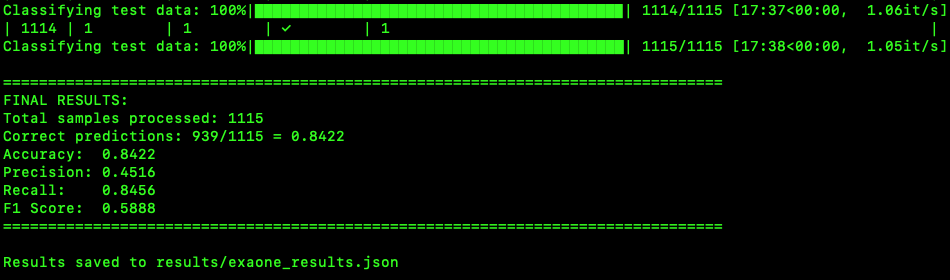 Classifying test data: 100%|██████████████████████████████████████████| 1114/1115 [17:37<00:00,  1.06it/s]
| 1114 | 1        | 1        | ✓        | 1                                                            |
Classifying test data: 100%|██████████████████████████████████████████| 1115/1115 [17:38<00:00,  1.05it/s]
================================================================================
FINAL RESULTS:
Total samples processed: 1115
Correct predictions: 939/1115 = 0.8422
Accuracy:  0.8422
Precision: 0.4516
Recall:    0.8456
F1 Score:  0.5888
================================================================================
Results saved to results/exaone_results.json